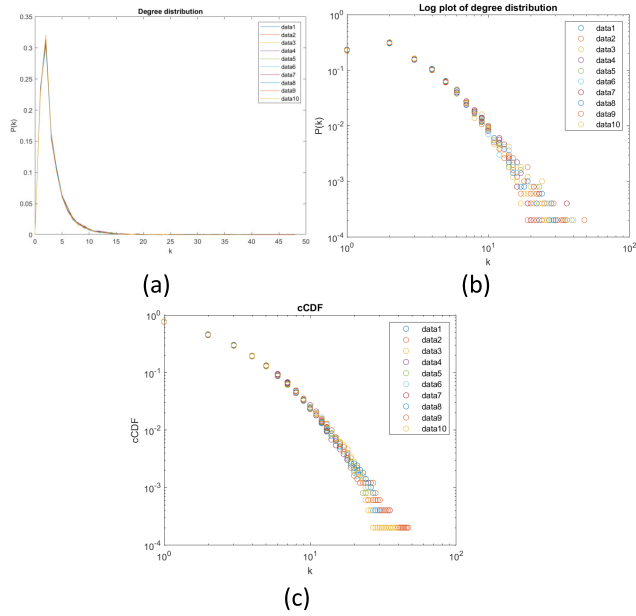 Degree distribution
P(k)
0.35
0.3
0.25
0.2
0.15
0.1
0.05
0
0 5 10 15 20 25 30 35 40 45 50
k
data1
data2
data3
data4
data5
data6
data7
data8
data9
data10
(a)
Log plot of degree distribution
P(k)
10^0
10^-1
10^-2
10^-3
10^-4
10^0 10^1 10^2
k
data1
data2
data3
data4
data5
data6
data7
data8
data9
data10
(b)
cCDF
cCDF
10^0
10^-1
10^-2
10^-3
10^-4
10^0 10^1 10^2
k
data1
data2
data3
data4
data5
data6
data7
data8
data9
data10
(c)